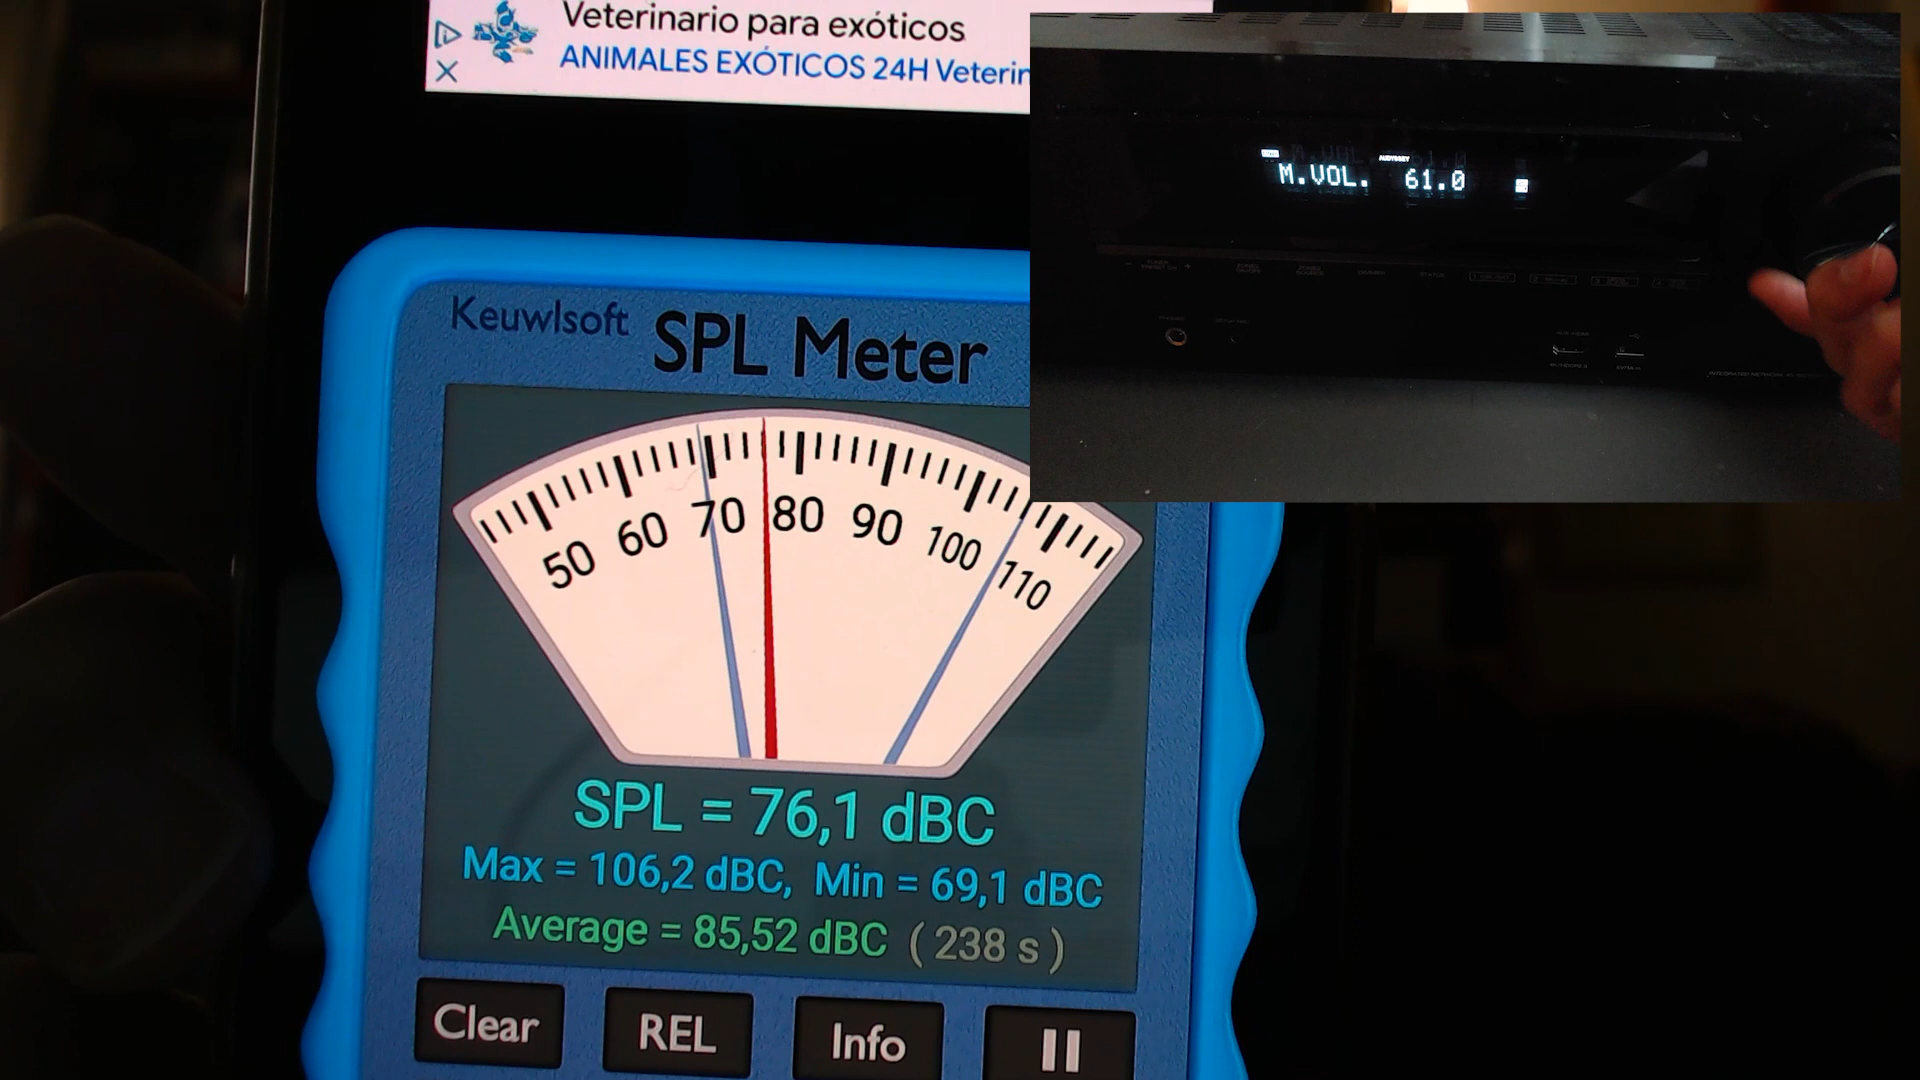 Veterinario para exóticos
ANIMALES EXÓTICOS 24H Veterin
AUDYSSEY
M.VOL. 61.0
Keuwlsoft
SPL Meter
50 60 70 80 90 100 110
SPL = 76,1 dBC
Max = 106,2 dBC, Min = 69,1 dBC
Average = 85,52 dBC ( 238 s )
Clear
REL
Info